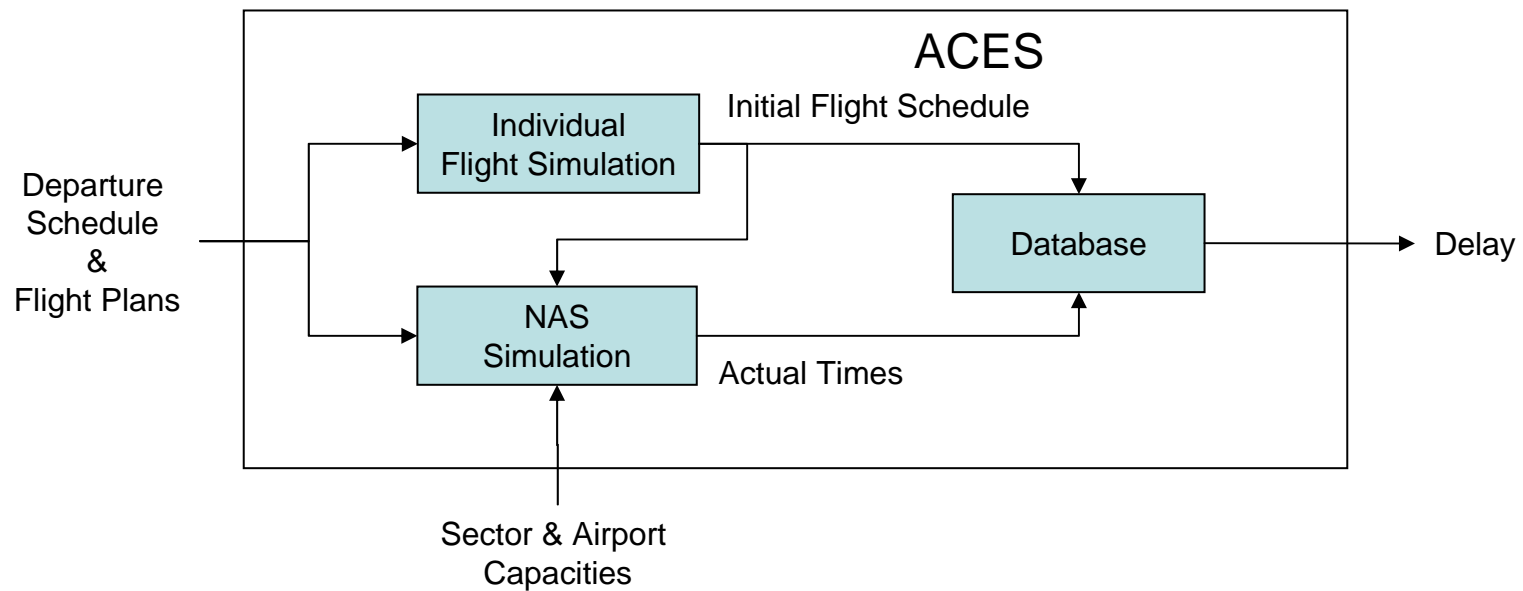 ACES
Initial Flight Schedule
Individual
Flight Simulation
Departure
Schedule
&
Flight Plans
Database
Delay
NAS
Simulation
Actual Times
Sector & Airport
Capacities